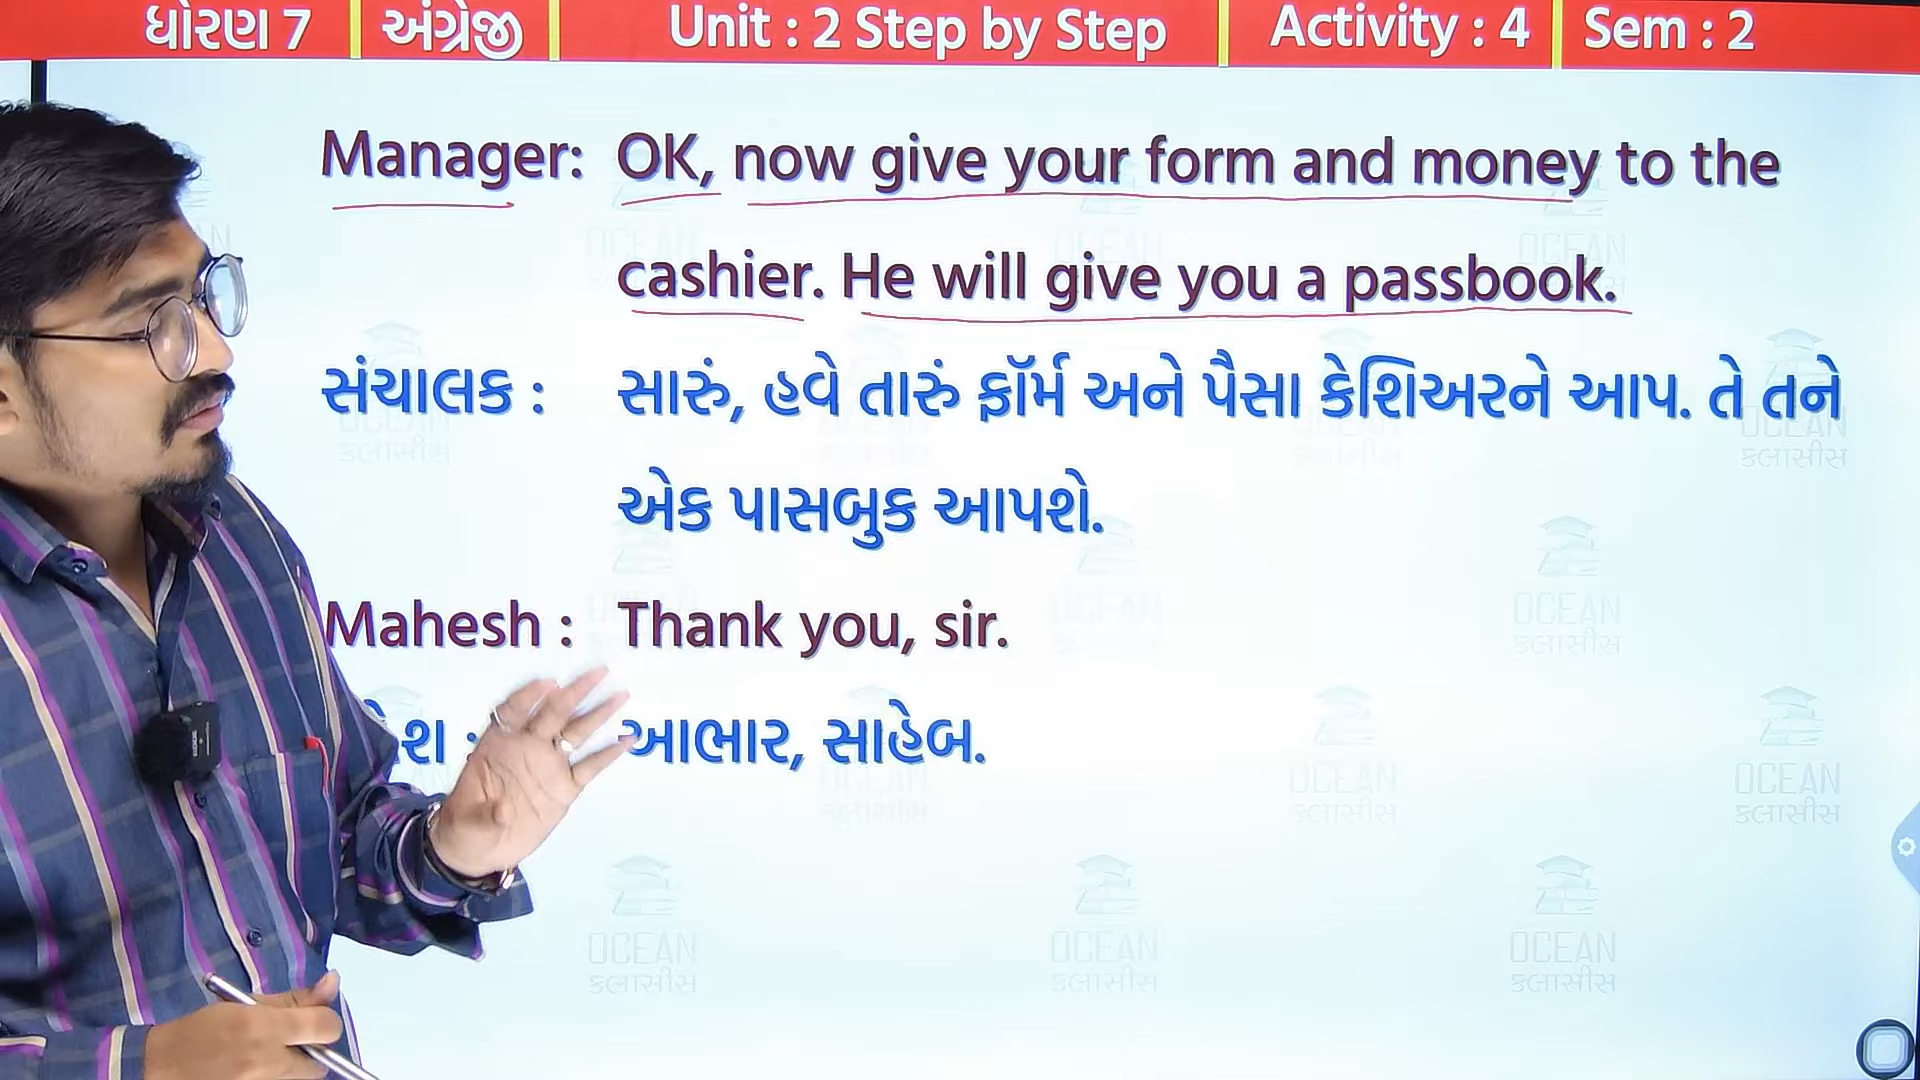 ધોરણ 7 અંગ્રેજી Unit : 2 Step by Step Activity : 4 Sem : 2
Manager: OK, now give your form and money to the
cashier. He will give you a passbook.
સંચાલક : સારું, હવે તારું ફૉર્મ અને પૈસા કેશિઅરને આપ. તે તને
એક પાસબુક આપશે.
Mahesh : Thank you, sir.
આભાર, સાહેબ.
OCEAN
ક્લાસીસ